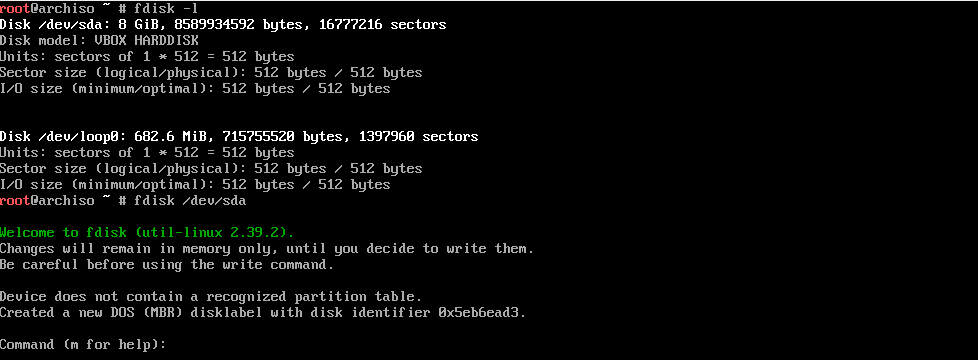 root@archiso ~ # fdisk -l
Disk /dev/sda: 8 GiB, 8589934592 bytes, 16777216 sectors
Disk model: VBOX HARDDISK
Units: sectors of 1 * 512 = 512 bytes
Sector size (logical/physical): 512 bytes / 512 bytes
I/O size (minimum/optimal): 512 bytes / 512 bytes
Disk /dev/loop0: 682.6 MiB, 715755520 bytes, 1397960 sectors
Units: sectors of 1 * 512 = 512 bytes
Sector size (logical/physical): 512 bytes / 512 bytes
I/O size (minimum/optimal): 512 bytes / 512 bytes
root@archiso ~ # fdisk /dev/sda
Welcome to fdisk (util-linux 2.39.2).
Changes will remain in memory only, until you decide to write them.
Be careful before using the write command.
Device does not contain a recognized partition table.
Created a new DOS (MBR) disklabel with disk identifier 0x5eb6ead3.
Command (m for help):